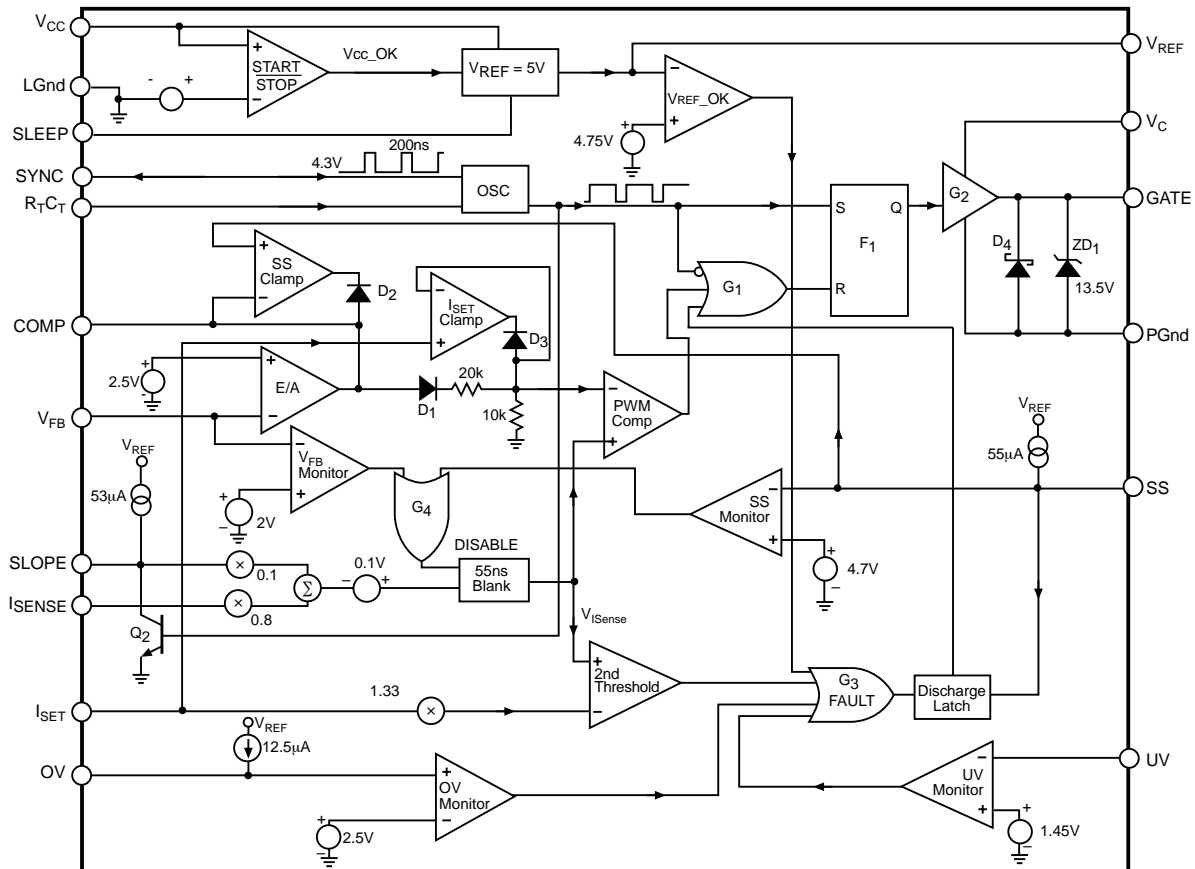 VCC
LGnd
SLEEP
SYNC
RTCT
COMP
VFB
SLOPE
ISENSE
ISET
OV
VREF
VC
GATE
PGnd
SS
UV
+
START
STOP
−
- +
Vcc_OK
VREF = 5V
−
VREF_OK
+
+
4.75V
−
200ns
4.3V
OSC
S Q
F1
R
G2
D4
ZD1
13.5V
+
SS
Clamp
−
D2
−
ISET
Clamp
+
D3
G1
+
2.5V
-
+
E/A
−
D1
20k
10k
−
PWM
Comp
+
VREF
53µA
−
VFB
Monitor
+
+
2V
−
G4
VREF
55µA
−
SS
Monitor
+
+
4.7V
−
×
0.1
×
0.8
Σ
0.1V
− +
DISABLE
55ns
Blank
VISense
Q2
1.33
×
+
2nd
Threshold
−
G3
FAULT
Discharge
Latch
VREF
12.5µA
+
OV
Monitor
−
+
2.5V
−
−
UV
Monitor
+
+
1.45V
−